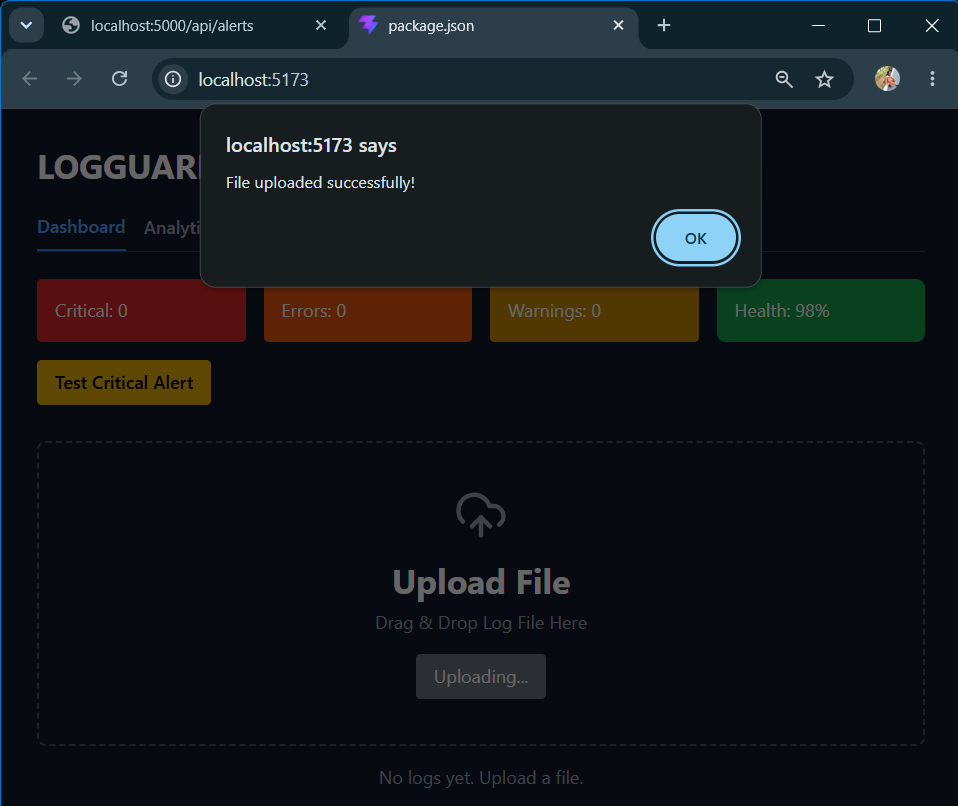 localhost:5000/api/alerts
package.json
localhost:5173
localhost:5173 says
File uploaded successfully!
OK
LOGGUAR
Dashboard Analyti
Critical: 0 Errors: 0 Warnings: 0 Health: 98%
Test Critical Alert
Upload File
Drag & Drop Log File Here
Uploading...
No logs yet. Upload a file.